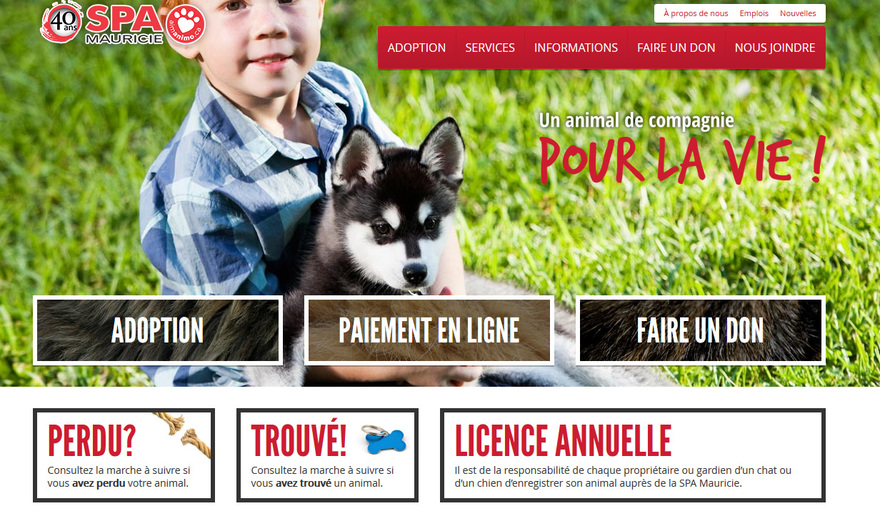 40
ans
SPA
MAURICIE
amanimo.ca
À propos de nous Emplois Nouvelles
ADOPTION SERVICES INFORMATIONS FAIRE UN DON NOUS JOINDRE
Un animal de compagnie
POUR LA VIE !
ADOPTION PAIEMENT EN LIGNE FAIRE UN DON
PERDU?
Consultez la marche à suivre si
vous avez perdu votre animal.
TROUVÉ!
Consultez la marche à suivre si
vous avez trouvé un animal.
LICENCE ANNUELLE
Il est de la responsabilité de chaque propriétaire ou gardien d'un chat ou
d'un chien d'enregistrer son animal auprès de la SPA Mauricie.